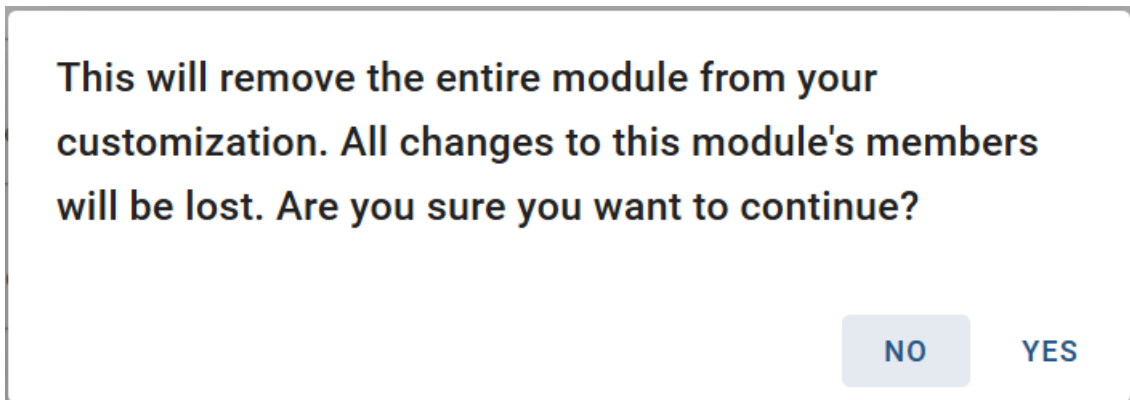 This will remove the entire module from your
customization. All changes to this module's members
will be lost. Are you sure you want to continue?
NO YES